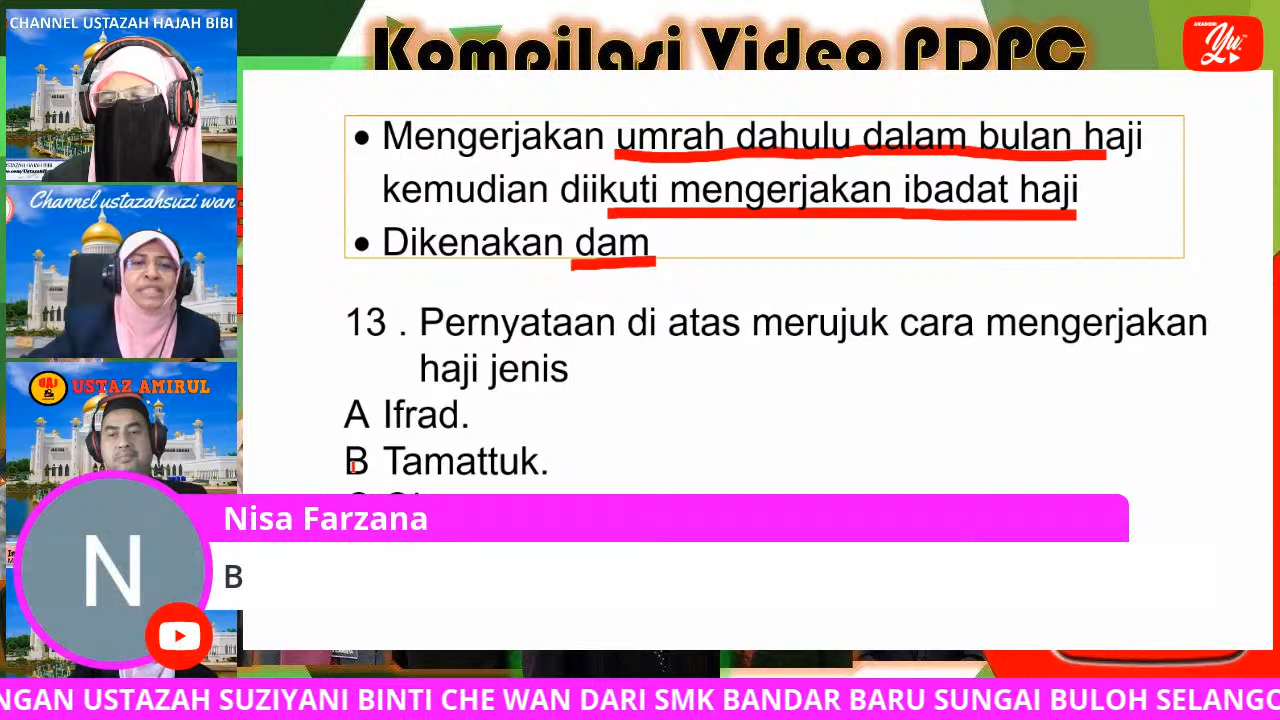 CHANNEL USTAZAH HAJAH BIBI
Kompilasi Video PDPC
AKADEMI
YU
Channel ustazahsuzi wan
USTAZ AMIRUL
• Mengerjakan umrah dahulu dalam bulan haji
kemudian diikuti mengerjakan ibadat haji
• Dikenakan dam
13 . Pernyataan di atas merujuk cara mengerjakan
haji jenis
A Ifrad.
B Tamattuk.
N
Nisa Farzana
B
NGAN USTAZAH SUZIYANI BINTI CHE WAN DARI SMK BANDAR BARU SUNGAI BULOH SELANGO